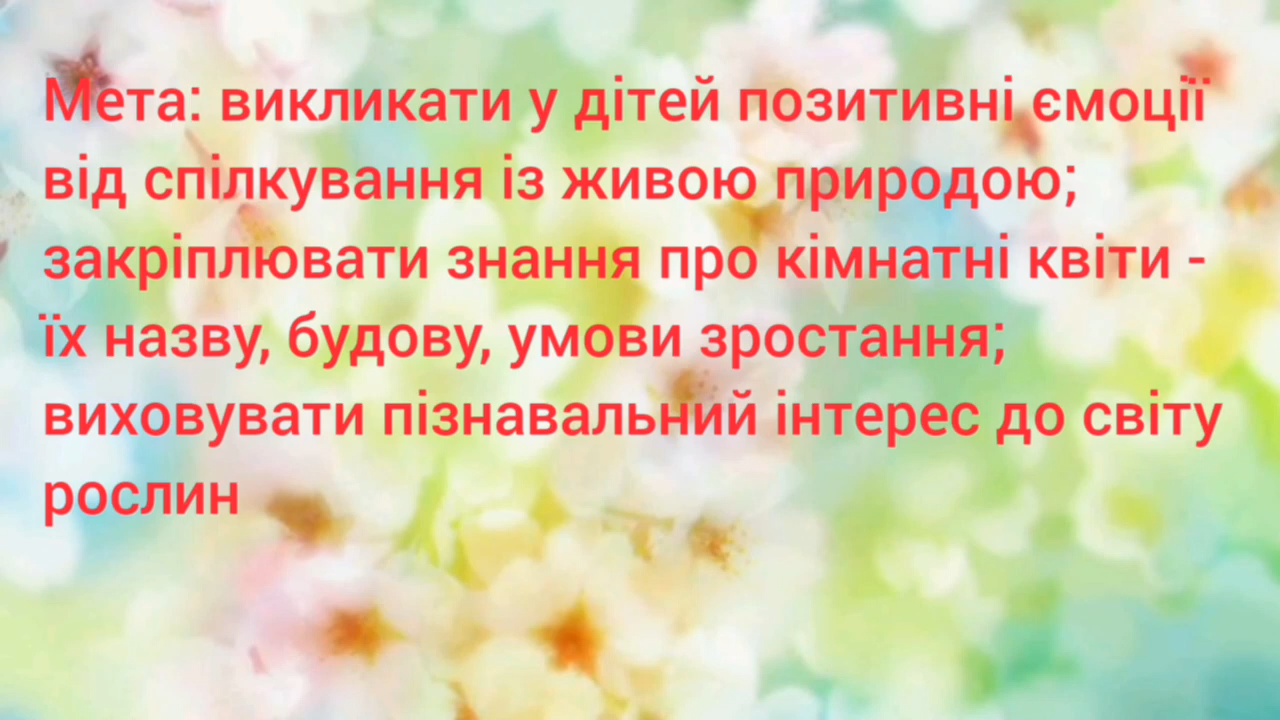 Мета: викликати у дітей позитивні ємоції
від спілкування із живою природою;
закріплювати знання про кімнатні квіти -
їх назву, будову, умови зростання;
виховувати пізнавальний інтерес до світу
рослин